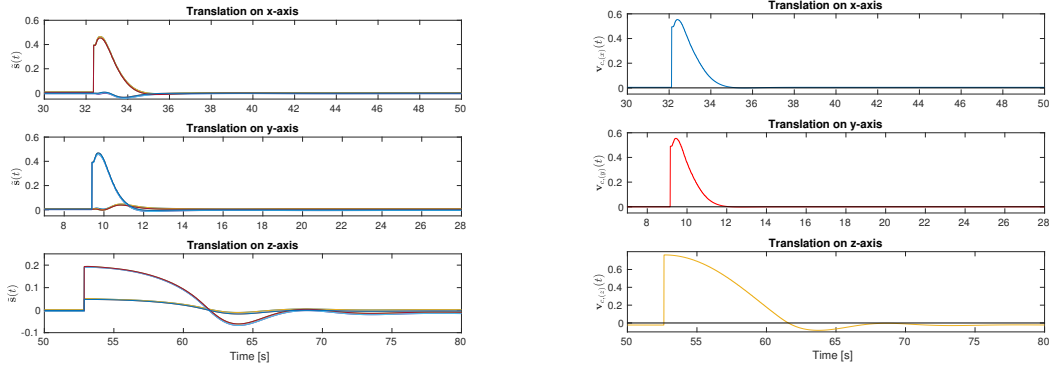 Translation on x-axis
0.6
0.4
0.2
0
s̃(t)
30 32 34 36 38 40 42 44 46 48 50
Translation on y-axis
0.6
0.4
0.2
0
s̃(t)
8 10 12 14 16 18 20 22 24 26 28
Translation on z-axis
0.2
0.1
0
-0.1
s̃(t)
50 55 60 65 70 75 80
Time [s]
Translation on x-axis
0.6
0.4
0.2
0
v_{c,(x)}(t)
30 32 34 36 38 40 42 44 46 48 50
Translation on y-axis
0.6
0.4
0.2
0
v_{c,(y)}(t)
8 10 12 14 16 18 20 22 24 26 28
Translation on z-axis
0.6
0.4
0.2
0
v_{c,(z)}(t)
50 55 60 65 70 75 80
Time [s]